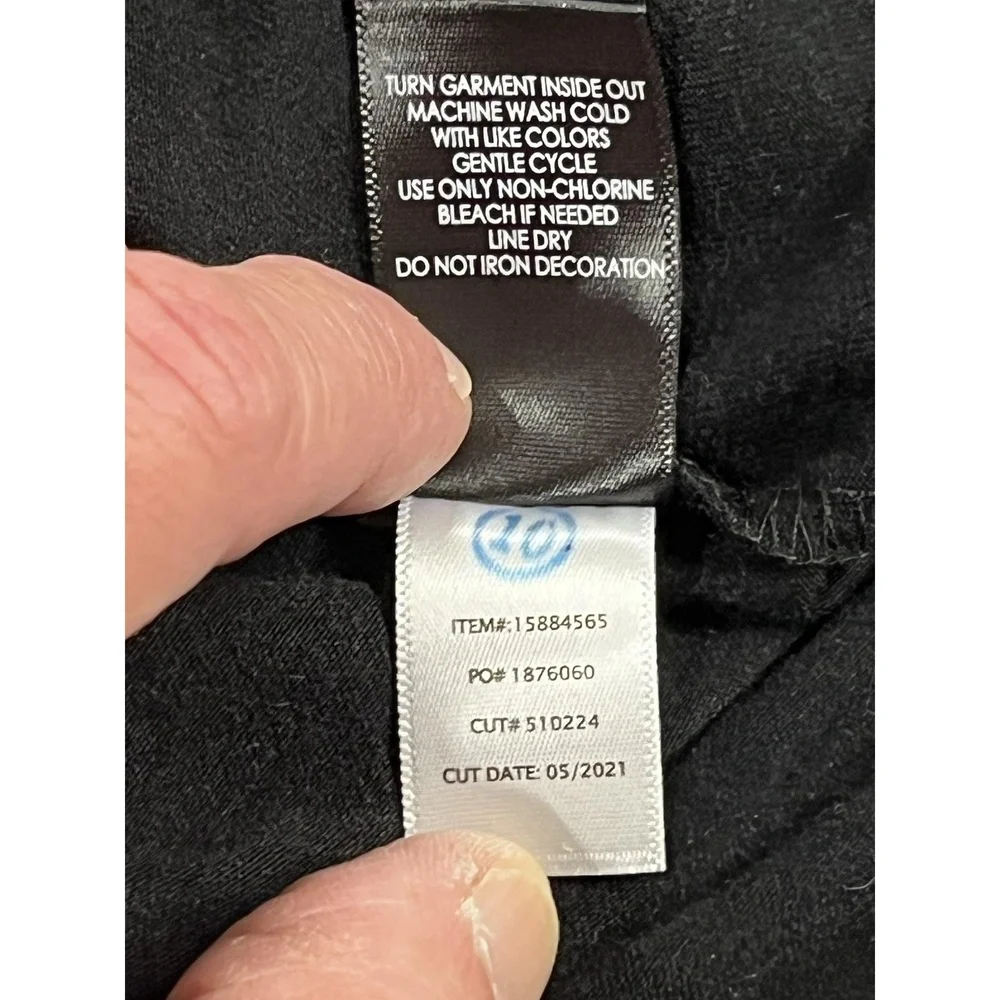 TURN GARMENT INSIDE OUT
MACHINE WASH COLD
WITH LIKE COLORS
GENTLE CYCLE
USE ONLY NON-CHLORINE
BLEACH IF NEEDED
LINE DRY
DO NOT IRON DECORATION
10
ITEM#:15884565
PO# 1876060
CUT# 510224
CUT DATE: 05/2021